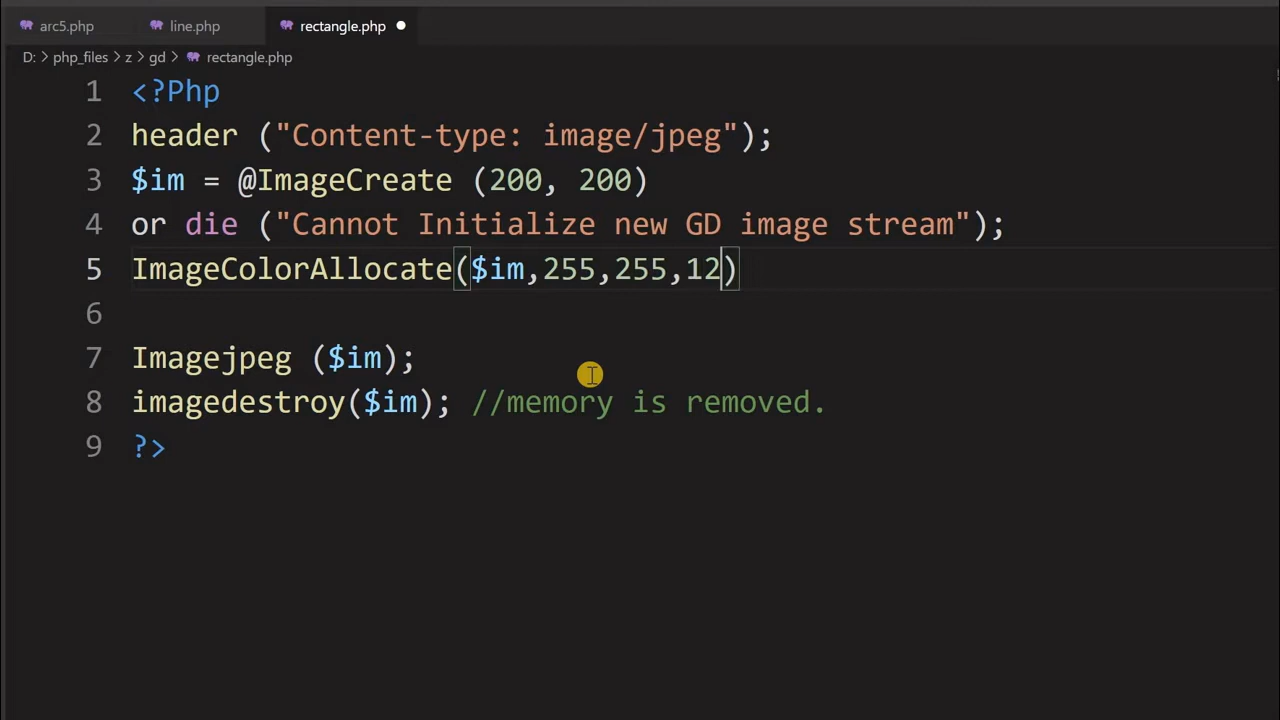 arc5.php line.php rectangle.php
D: > php_files > z > gd > rectangle.php
1 <?Php
2 header ("Content-type: image/jpeg");
3 $im = @ImageCreate (200, 200)
4 or die ("Cannot Initialize new GD image stream");
5 ImageColorAllocate($im,255,255,12)
6
7 Imagejpeg ($im);
8 imagedestroy($im); //memory is removed.
9 ?>